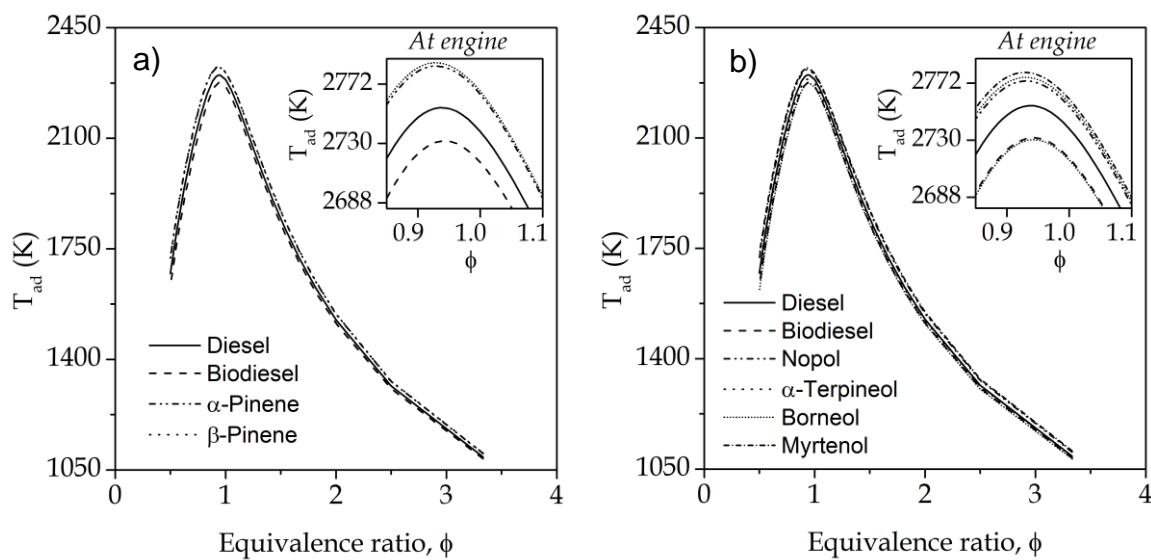 a)
At engine
T_ad (K)
2772
2730
2688
0.9 1.0 1.1
ϕ
T_ad (K)
2450
2100
1750
1400
1050
Diesel
Biodiesel
α-Pinene
β-Pinene
0 1 2 3 4
Equivalence ratio, ϕ
b)
At engine
T_ad (K)
2772
2730
2688
0.9 1.0 1.1
ϕ
T_ad (K)
2450
2100
1750
1400
1050
Diesel
Biodiesel
Nopol
α-Terpineol
Borneol
Myrtenol
0 1 2 3 4
Equivalence ratio, ϕ